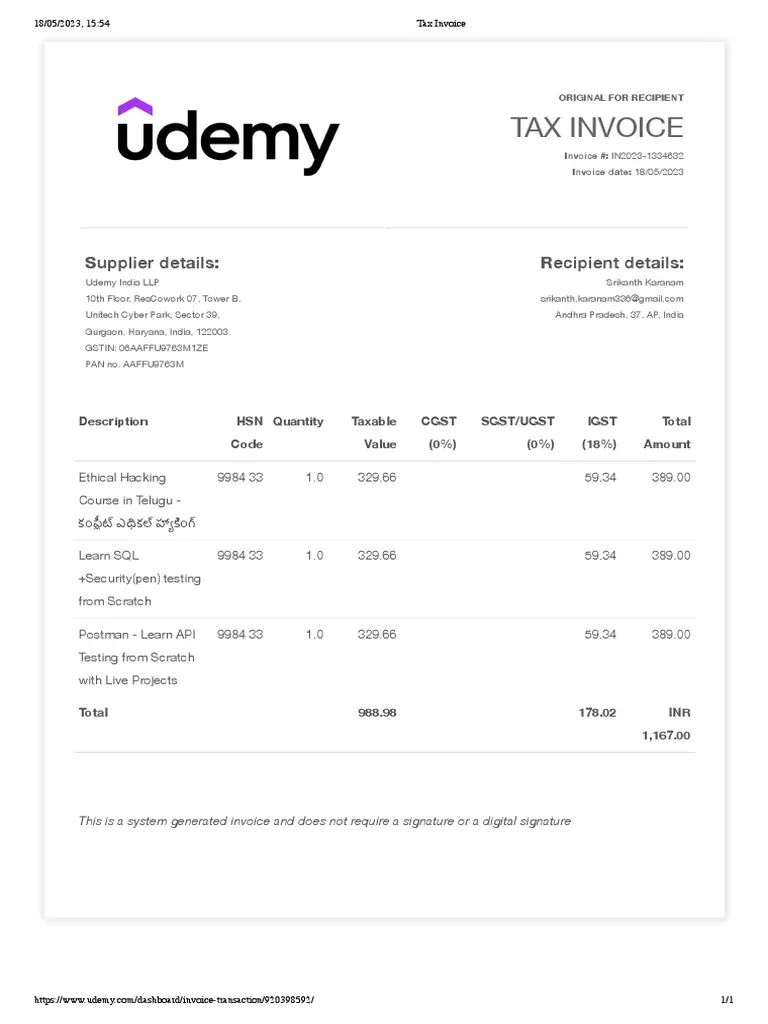 18/05/2023, 15:54 Tax Invoice
udemy
ORIGINAL FOR RECIPIENT
TAX INVOICE
Invoice #: IN2023-1334632
Invoice date: 18/05/2023
Supplier details:
Udemy India LLP
10th Floor, ResCowork 07, Tower B,
Unitech Cyber Park, Sector 39,
Gurgaon, Haryana, India, 122003
GSTIN: 06AAFFU9763M1ZE
PAN no. AAFFU9763M
Recipient details:
Srikanth Karanam
srikanth.karanam336@gmail.com
Andhra Pradesh, 37, AP, India
Description HSN Quantity Taxable CGST SGST/UGST IGST Total
Code Value (0%) (0%) (18%) Amount
Ethical Hacking 9984 33 1.0 329.66 59.34 389.00
Course in Telugu -
కంప్లీట్ ఎథికల్ హ్యాకింగ్
Learn SQL 9984 33 1.0 329.66 59.34 389.00
+Security(pen) testing
from Scratch
Postman - Learn API 9984 33 1.0 329.66 59.34 389.00
Testing from Scratch
with Live Projects
Total 988.98 178.02 INR
1,167.00
This is a system generated invoice and does not require a signature or a digital signature
https://www.udemy.com/dashboard/invoice-transaction/920398592/ 1/1